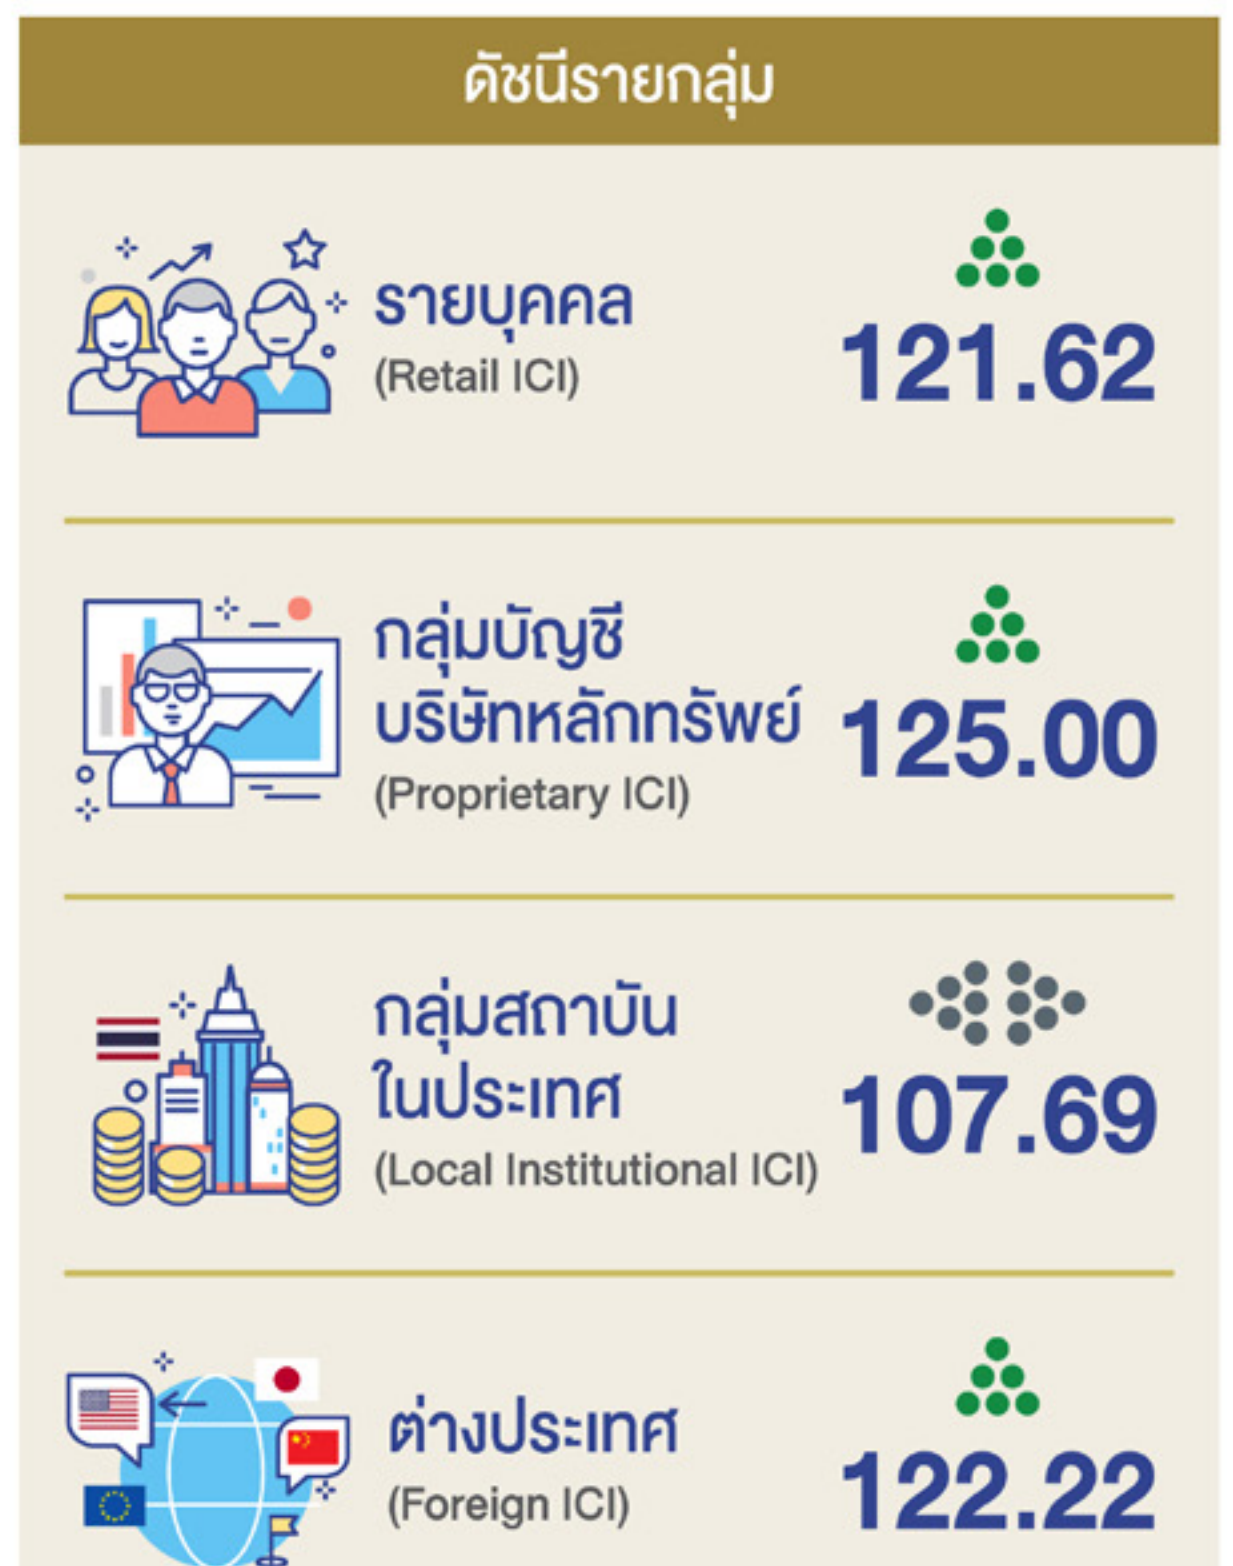 ดัชนีรายกลุ่ม
รายบุคคล
(Retail ICI)
121.62
กลุ่มบัญชี
บริษัทหลักทรัพย์
(Proprietary ICI)
125.00
กลุ่มสถาบัน
ในประเทศ
(Local Institutional ICI)
107.69
ต่างประเทศ
(Foreign ICI)
122.22